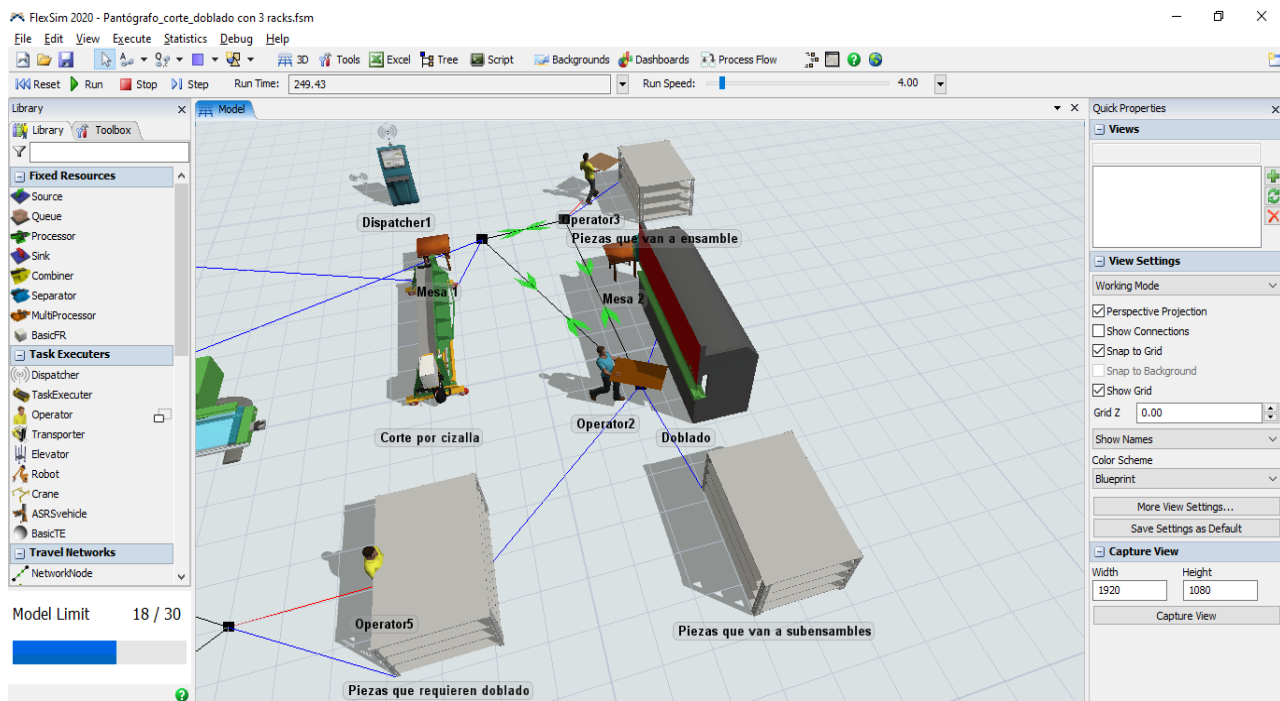 FlexSim 2020 - Pantógrafo_corte_doblado con 3 racks.fsm
File Edit View Execute Statistics Debug Help
3D Tools Excel Tree Script Backgrounds Dashboards Process Flow
Reset Run Stop Step Run Time: 249.43 Run Speed: 4.00
Library
Library Toolbox
Fixed Resources
Source
Queue
Processor
Sink
Combiner
Separator
MultiProcessor
BasicFR
Task Executers
Dispatcher
TaskExecuter
Operator
Transporter
Elevator
Robot
Crane
ASRSvehicle
BasicTE
Travel Networks
NetworkNode
Model Limit 18 / 30
Model
Dispatcher1
Operator3
Piezas que van a ensamble
Mesa 1
Mesa 2
Operator2
Corte por cizalla
Doblado
Operator5
Piezas que van a subensambles
Piezas que requieren doblado
Quick Properties
Views
View Settings
Working Mode
Perspective Projection
Show Connections
Snap to Grid
Snap to Background
Show Grid
Grid Z 0.00
Show Names
Color Scheme
Blueprint
More View Settings...
Save Settings as Default
Capture View
Width Height
1920 1080
Capture View